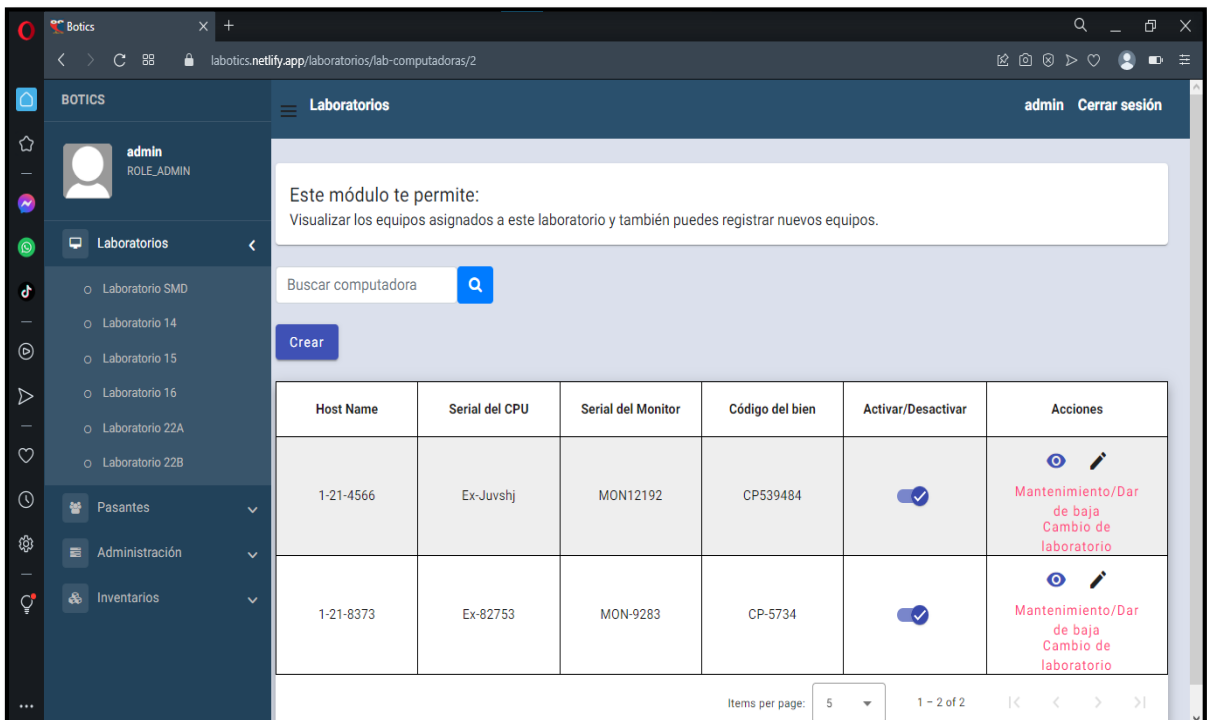 Botics
labotics.netlify.app/laboratorios/lab-computadoras/2
BOTICS
Laboratorios
admin Cerrar sesión
admin
ROLE_ADMIN
Laboratorios
Laboratorio SMD
Laboratorio 14
Laboratorio 15
Laboratorio 16
Laboratorio 22A
Laboratorio 22B
Pasantes
Administración
Inventarios
Este módulo te permite:
Visualizar los equipos asignados a este laboratorio y también puedes registrar nuevos equipos.
Buscar computadora
Crear
Host Name Serial del CPU Serial del Monitor Código del bien Activar/Desactivar Acciones
1-21-4566 Ex-Juvshj MON12192 CP539484
Mantenimiento/Dar
de baja
Cambio de
laboratorio
1-21-8373 Ex-82753 MON-9283 CP-5734
Mantenimiento/Dar
de baja
Cambio de
laboratorio
Items per page: 5 1 – 2 of 2